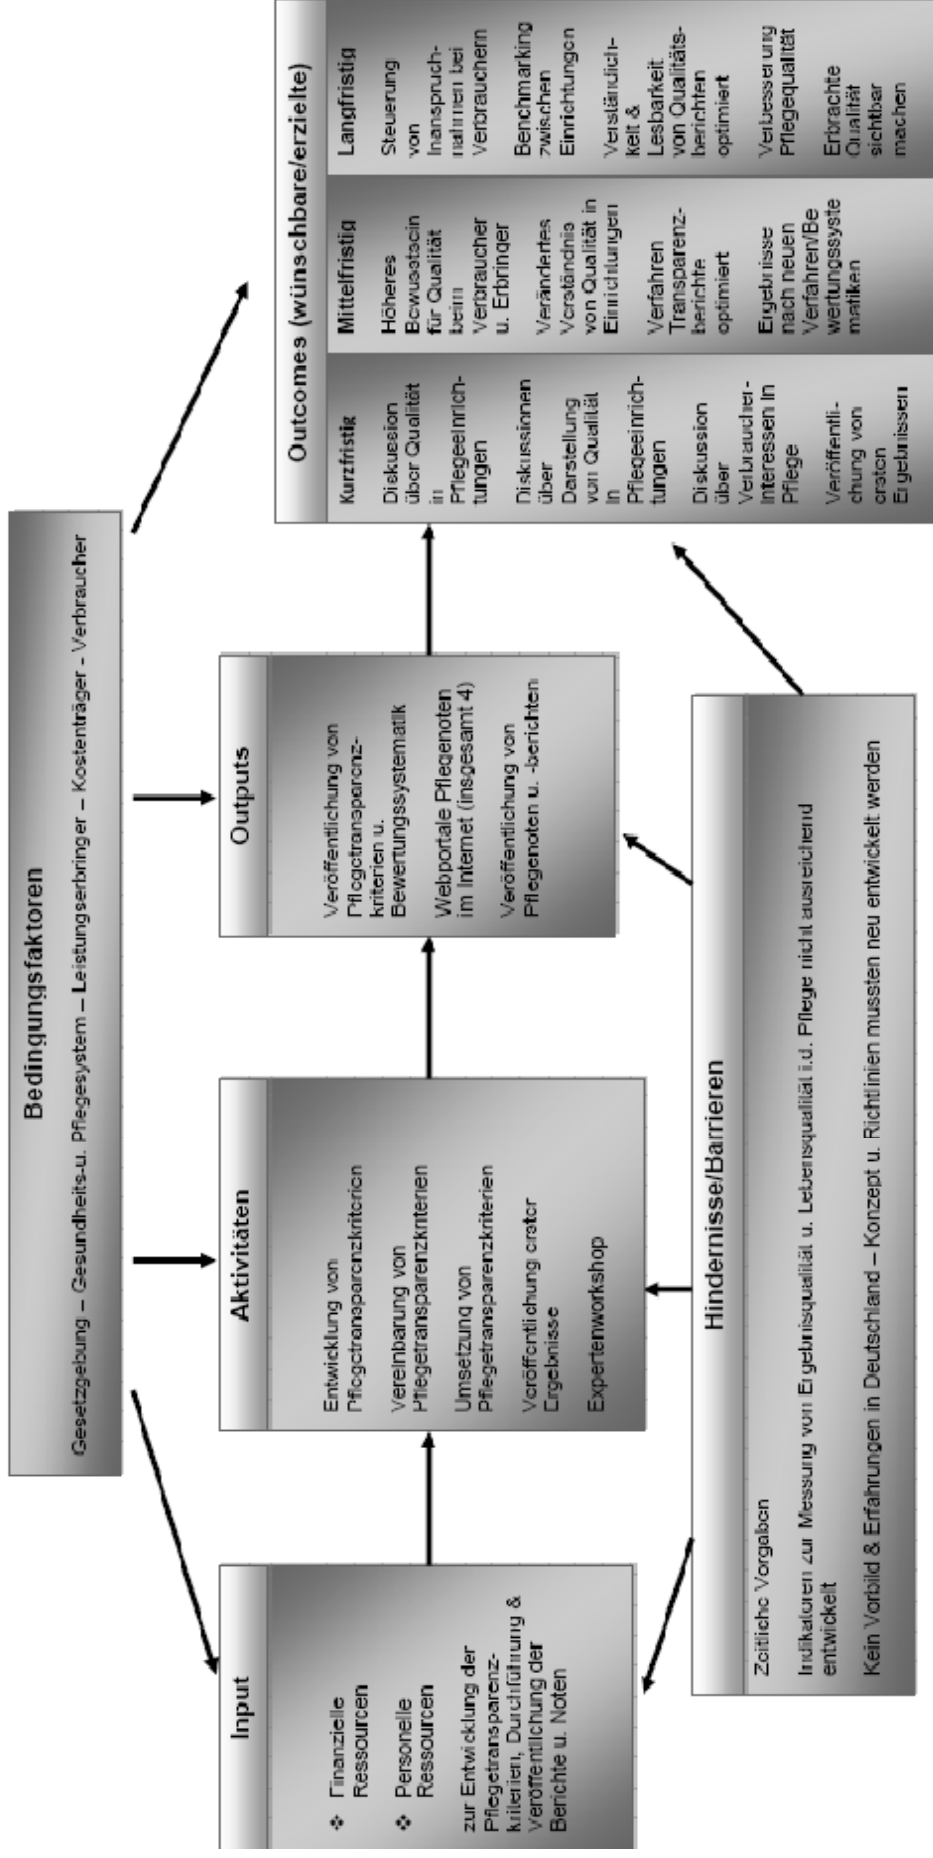 Bedingungsfaktoren
Gesetzgebung – Gesundheits-u. Pflegesystem – Leistungserbringer – Kostenträger - Verbraucher
Input
❖ Finanzielle
Ressourcen
❖ Personelle
Ressourcen
zur Entwicklung der
Pflegetransparenz-
kriterien, Durchführung &
Veröffentlichung der
Berichte u. Noten
Aktivitäten
Entwicklung von
Pflegetransparenzkriterien
Vereinbarung von
Pflegetransparenzkriterien
Umsetzung von
Pflegetransparenzkriterien
Veröffentlichung erster
Ergebnisse
Expertenworkshop
Outputs
Veröffentlichung von
Pflegetransparenz-
kriterien u.
Bewertungssystematik
Webportale Pflegenoten
im Internet (insgesamt 4)
Veröffentlichung von
Pflegenoten u. -berichten
Outcomes (wünschbare/erzielte)
Kurzfristig
Diskussion
über Qualität
in
Pflegeeinrich-
tungen
Diskussionen
über
Darstellung
von Qualität
in
Pflegeeinrich-
tungen
Diskussion
über
Verbraucher-
interessen in
Pflege
Veröffentli-
chung von
ersten
Ergebnissen
Mittelfristig
Höheres
Bewusstsein
für Qualität
beim
Verbraucher
u. Erbringer
Verändertes
Verständnis
von Qualität in
Einrichtungen
Verfahren
Transparenz-
berichte
optimiert
Ergebnisse
nach neuen
Verfahren/Be
wertungssyste
matiken
Langfristig
Steuerung
von
Inanspruch-
nahmen bei
Verbrauchern
Benchmarking
zwischen
Einrichtungen
Verständlich-
keit &
Lesbarkeit
von Qualitäts-
berichten
optimiert
Verbesserung
Pflegequalität
Erbrachte
Qualität
sichtbar
machen
Hindernisse/Barrieren
Zeitliche Vorgaben
Indikatoren zur Messung von Ergebnisqualität u. Lebensqualität i.d. Pflege nicht ausreichend
entwickelt
Kein Vorbild & Erfahrungen in Deutschland – Konzept u. Richtlinien mussten neu entwickelt werden